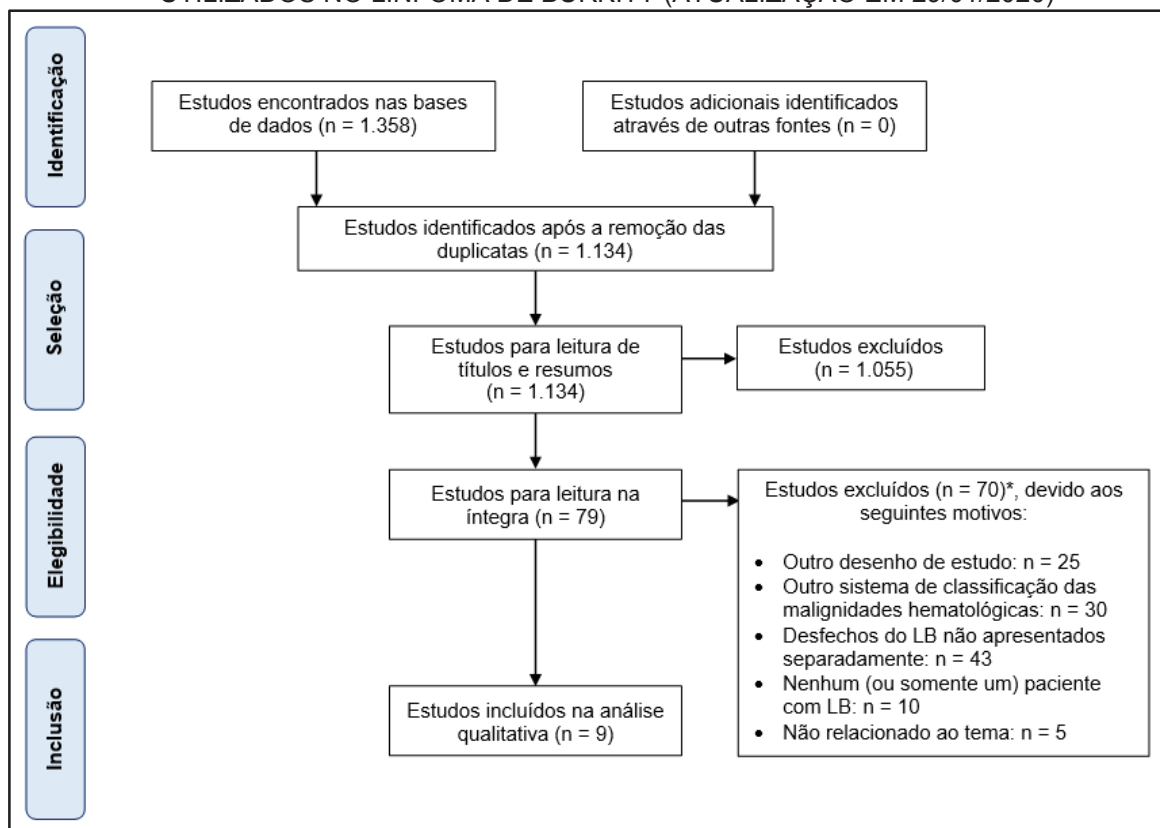 Identificação
Estudos encontrados nas bases
de dados (n = 1.358)
Estudos adicionais identificados
através de outras fontes (n = 0)
Estudos identificados após a remoção das
duplicatas (n = 1.134)
Seleção
Estudos para leitura de
títulos e resumos
(n = 1.134)
Estudos excluídos
(n = 1.055)
Elegibilidade
Estudos para leitura na
íntegra (n = 79)
Estudos excluídos (n = 70)*, devido aos
seguintes motivos:
• Outro desenho de estudo: n = 25
• Outro sistema de classificação das
malignidades hematológicas: n = 30
• Desfechos do LB não apresentados
separadamente: n = 43
• Nenhum (ou somente um) paciente
com LB: n = 10
• Não relacionado ao tema: n = 5
Inclusão
Estudos incluídos na análise
qualitativa (n = 9)